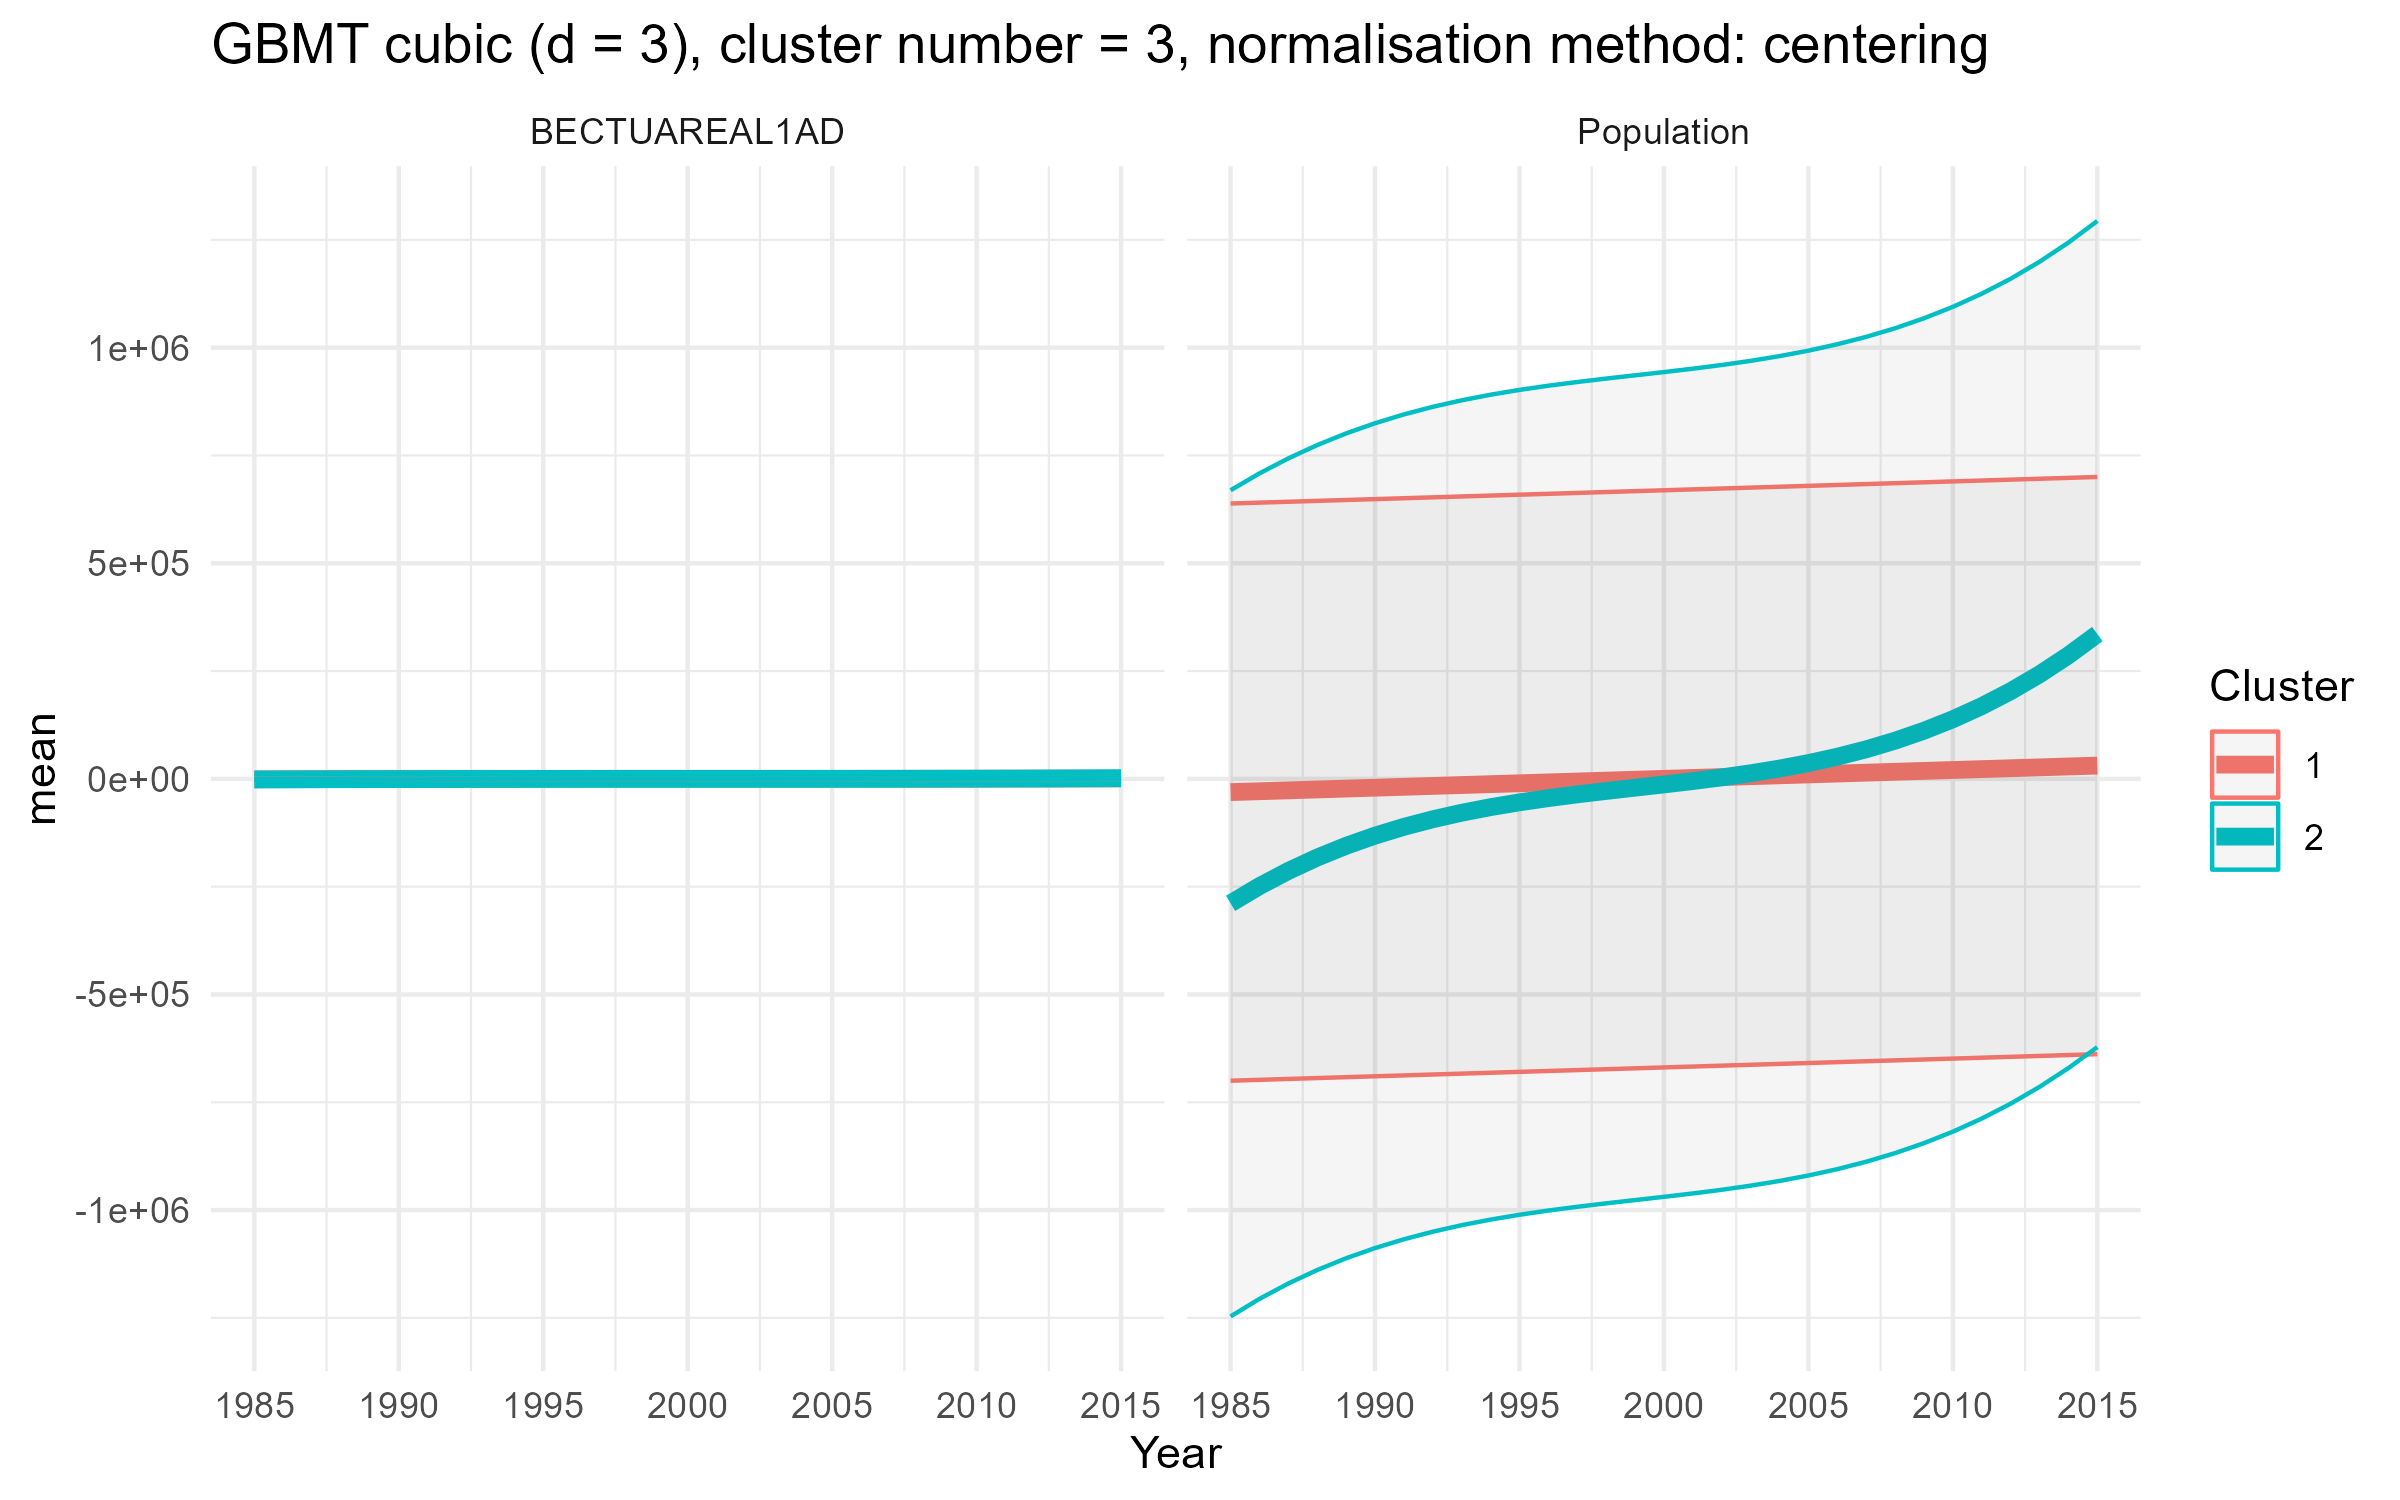 GBMT cubic (d = 3), cluster number = 3, normalisation method: centering
BECTUAREAL1AD
Population
mean
1e+06
5e+05
0e+00
-5e+05
-1e+06
1985 1990 1995 2000 2005 2010 2015
1985 1990 1995 2000 2005 2010 2015
Year
Cluster
1
2